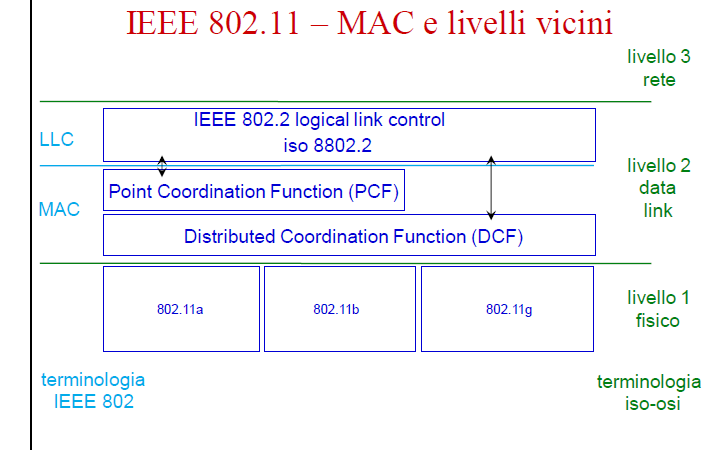 IEEE 802.11 – MAC e livelli vicini
livello 3
rete
IEEE 802.2 logical link control
iso 8802.2
LLC
livello 2
data
link
Point Coordination Function (PCF)
MAC
Distributed Coordination Function (DCF)
802.11a
802.11b
802.11g
livello 1
fisico
terminologia
IEEE 802
terminologia
iso-osi